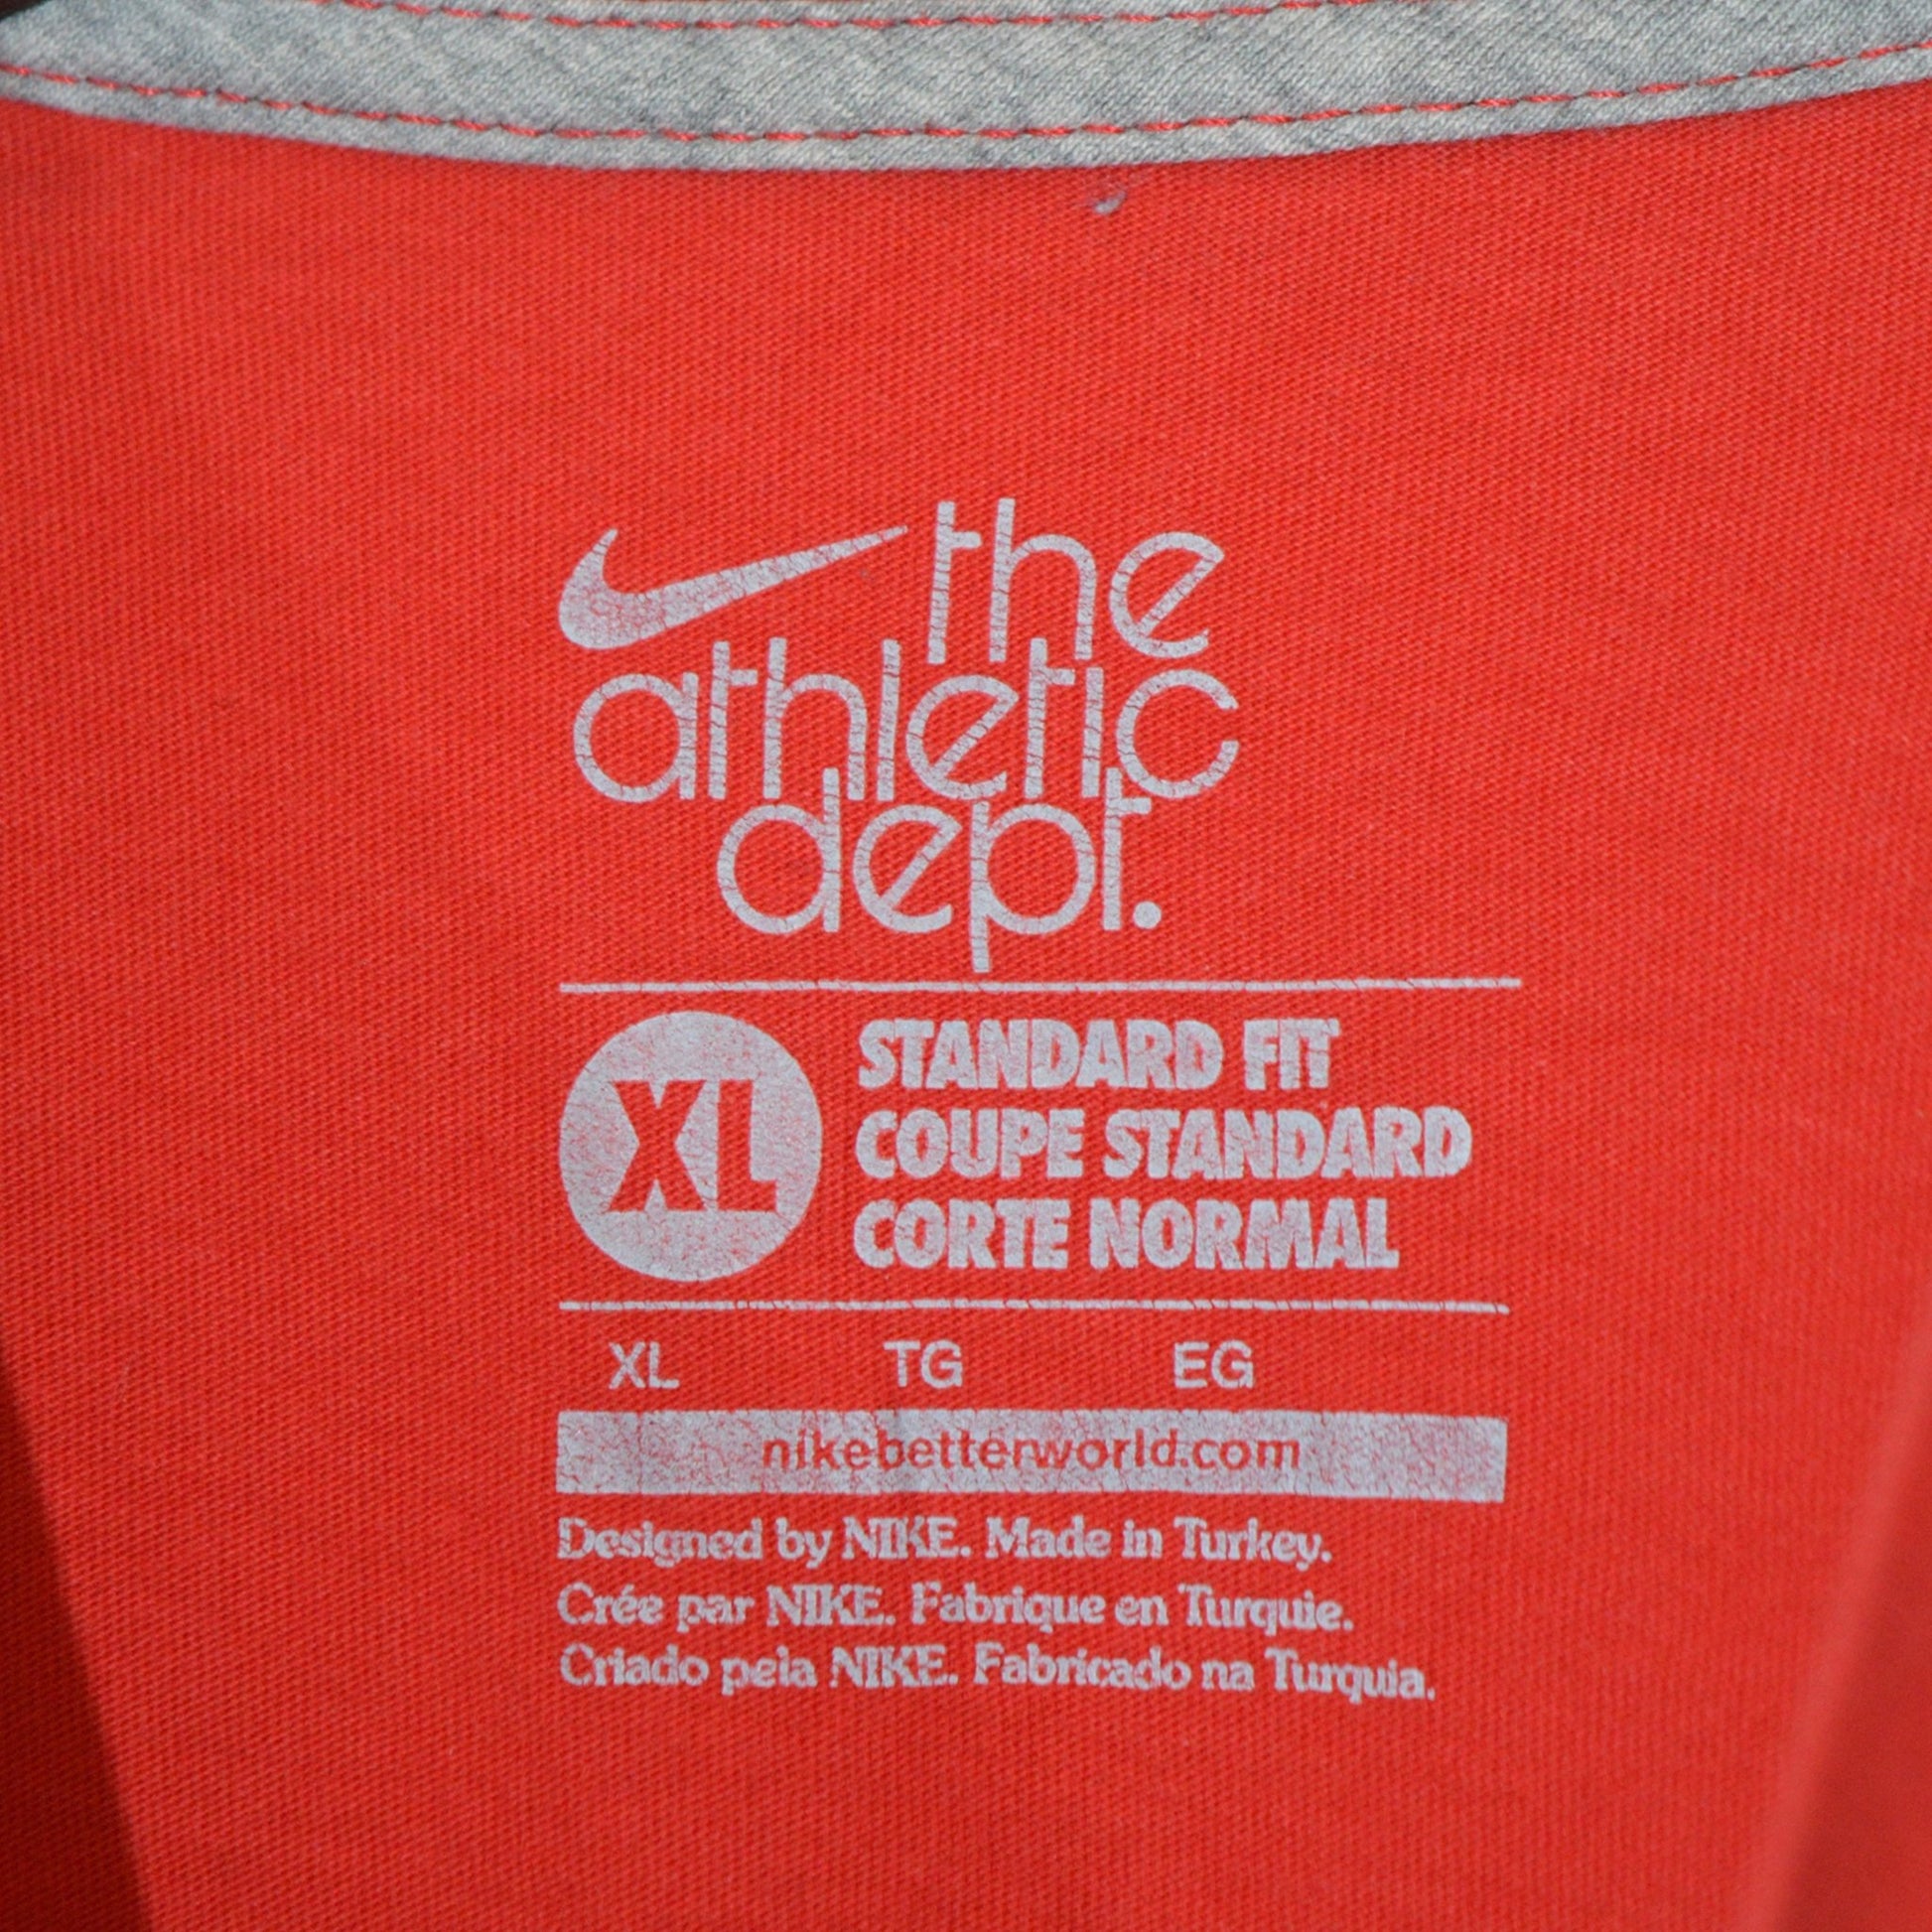 the
athletic
dept.
XL
STANDARD FIT
COUPE STANDARD
CORTE NORMAL
XL TG EG
nikebetterworld.com
Designed by NIKE. Made in Turkey.
Crée par NIKE. Fabrique en Turquie.
Criado pela NIKE. Fabricado na Turquia.